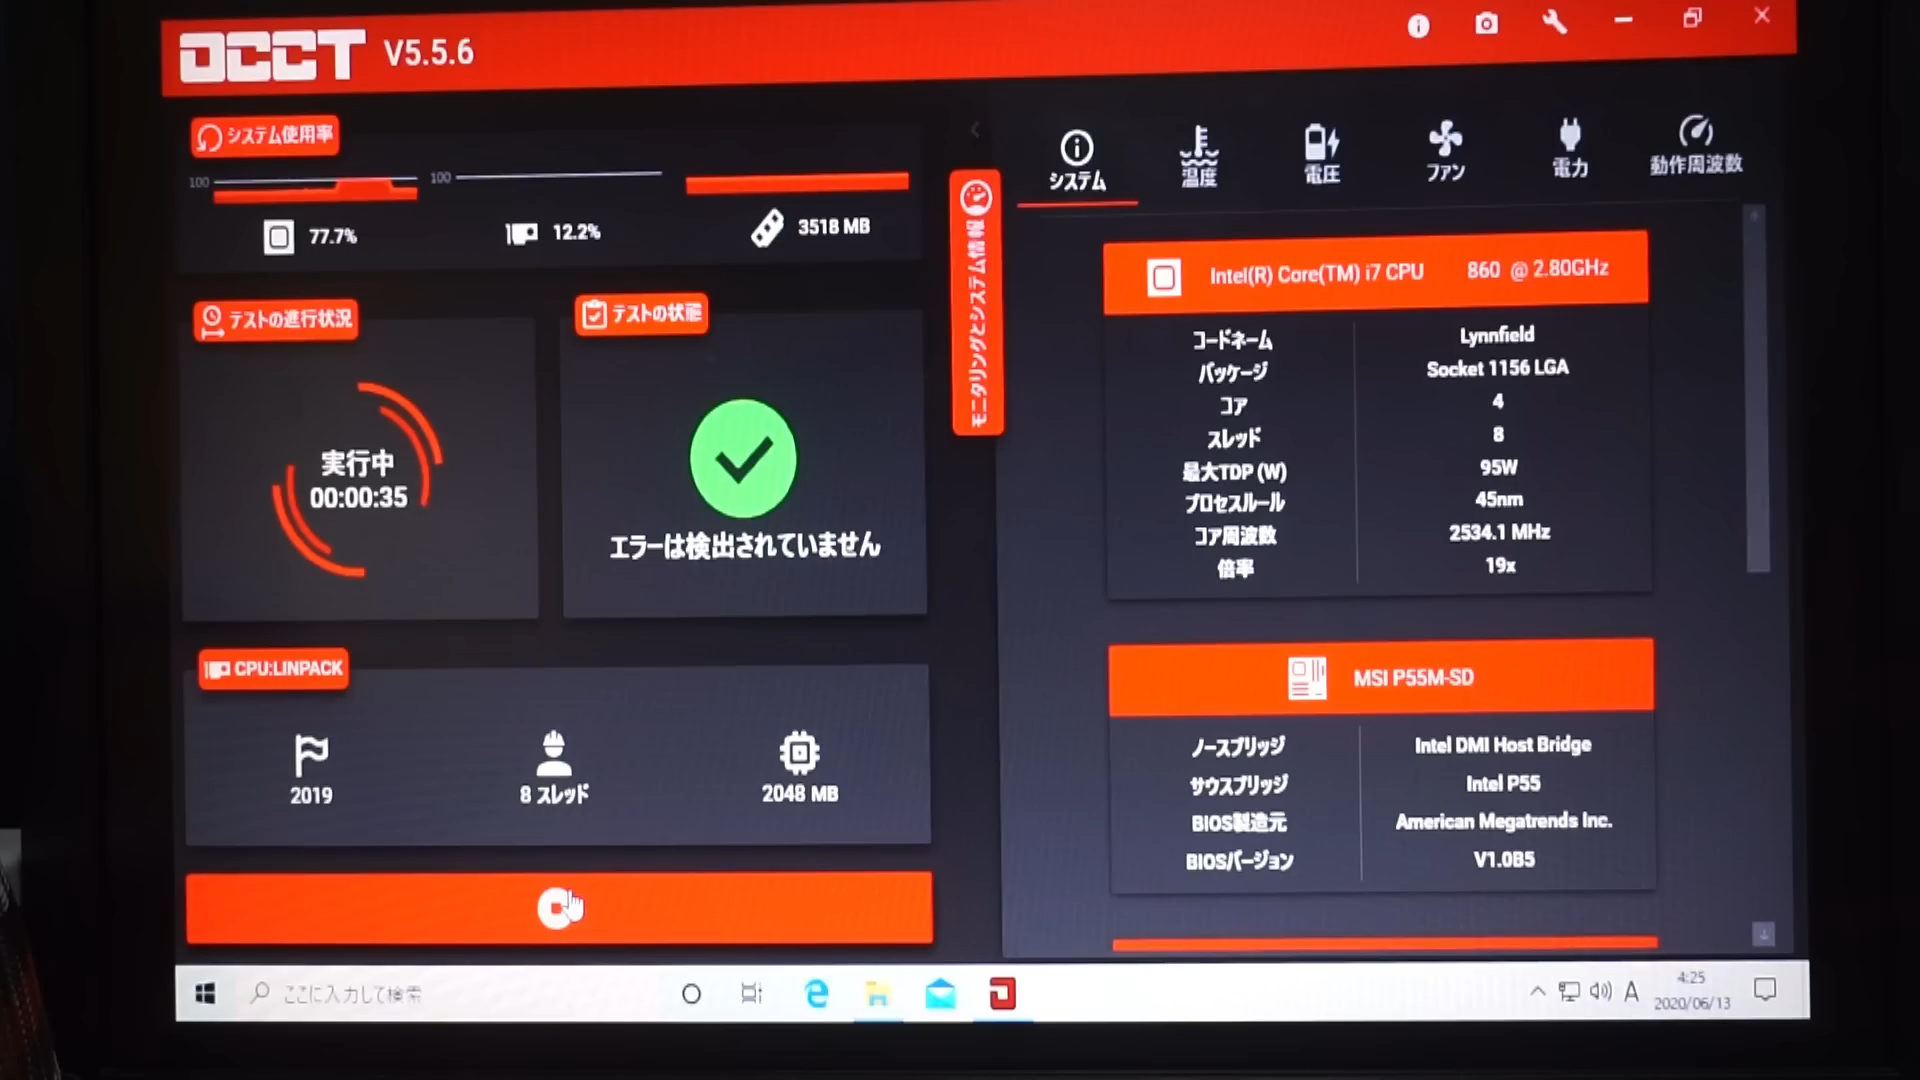 OCCT V5.5.6
システム使用率
100
100
77.7%
12.2%
3518 MB
テストの進行状況
実行中
00:00:35
テストの状態
エラーは検出されていません
CPU:LINPACK
2019
8 スレッド
2048 MB
モニタリングとシステム情報
システム
温度
電圧
ファン
電力
動作周波数
Intel(R) Core(TM) i7 CPU 860 @ 2.80GHz
コードネーム Lynnfield
パッケージ Socket 1156 LGA
コア 4
スレッド 8
最大TDP (W) 95W
プロセスルール 45nm
コア周波数 2534.1 MHz
倍率 19x
MSI P55M-SD
ノースブリッジ Intel DMI Host Bridge
サウスブリッジ Intel P55
BIOS製造元 American Megatrends Inc.
BIOSバージョン V1.0B5
ここに入力して検索
A
4:25
2020/06/13